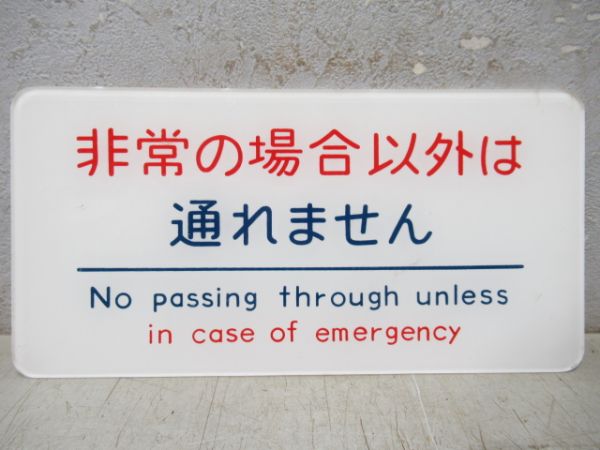 非常の場合以外は
通れません
No passing through unless
in case of emergency